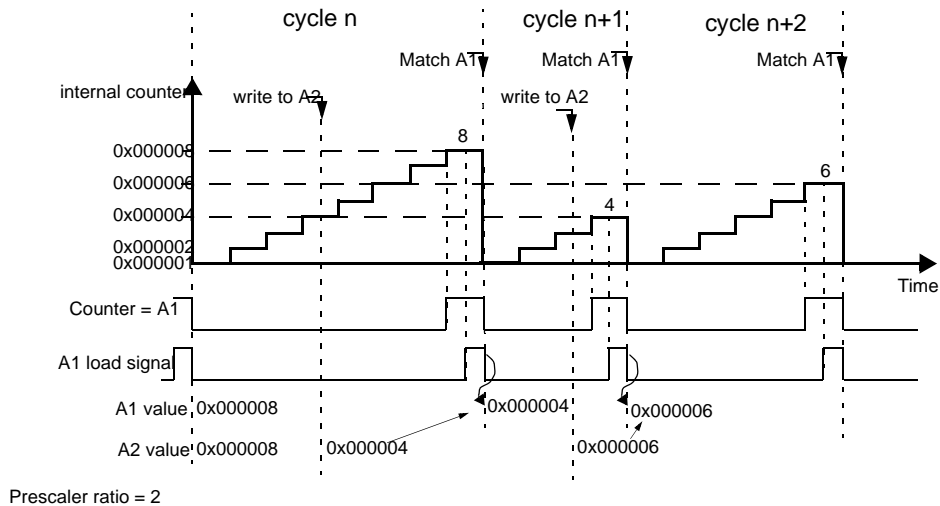 cycle n
cycle n+1
cycle n+2
Match A1
Match A1
Match A1
internal counter
write to A2
write to A2
8
0x000008
6
0x000006
4
0x000004
0x000002
0x000001
Time
Counter = A1
A1 load signal
A1 value 0x000008 0x000004 0x000006
A2 value 0x000008 0x000004 0x000006
Prescaler ratio = 2